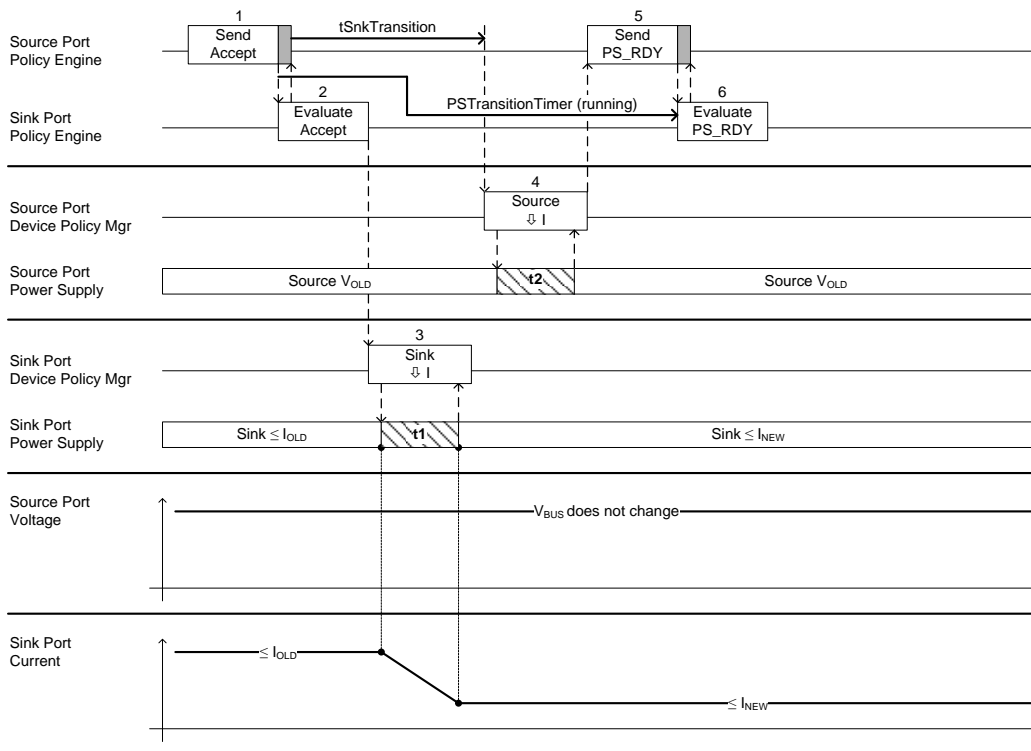 1
5
Source Port
Policy Engine
Send
Accept
tSnkTransition
Send
PS_RDY
2
PSTransitionTimer (running)
6
Sink Port
Policy Engine
Evaluate
Accept
Evaluate
PS_RDY
4
Source Port
Device Policy Mgr
Source
⇩ I
Source Port
Power Supply
Source VOLD
t2
Source VOLD
3
Sink Port
Device Policy Mgr
Sink
⇩ I
Sink Port
Power Supply
Sink ≤ IOLD
t1
Sink ≤ INEW
Source Port
Voltage
VBUS does not change
Sink Port
Current
≤ IOLD
≤ INEW